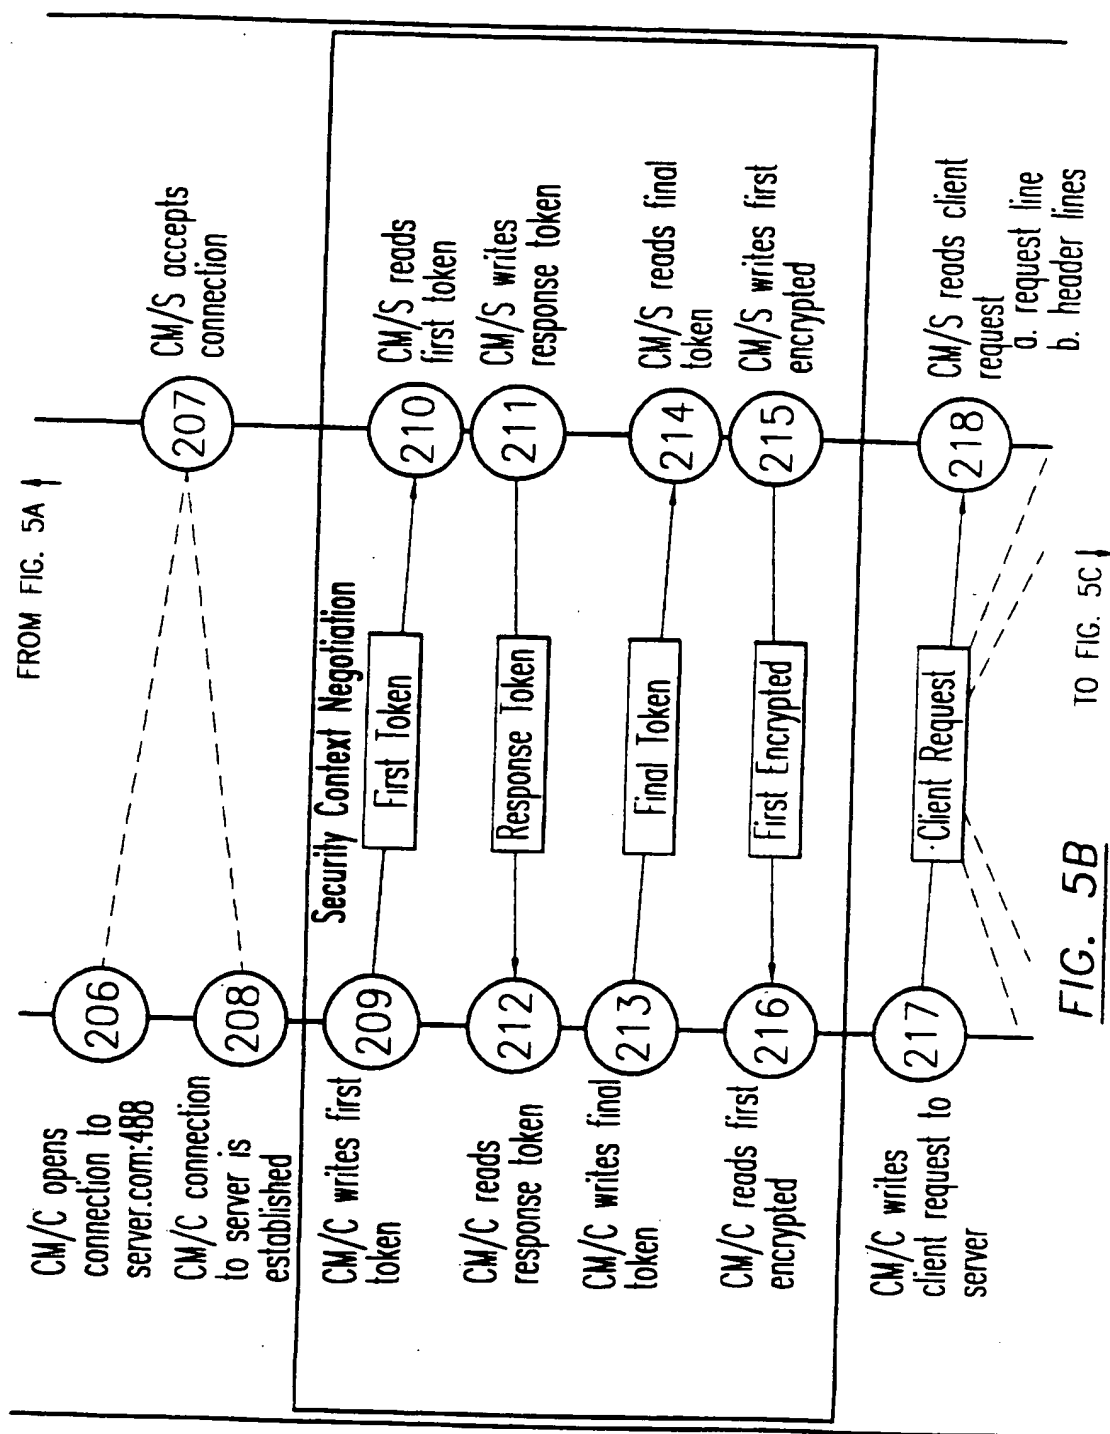 FROM FIG. 5A
206
CM/C opens
connection to
server.com:488
207
CM/S accepts
connection
208
CM/C connection
to server is
established
Security Context Negotiation
209
CM/C writes first
token
First Token
210
CM/S reads
first token
211
CM/S writes
response token
Response Token
212
CM/C reads
response token
213
CM/C writes final
token
Final Token
214
CM/S reads final
token
215
CM/S writes first
encrypted
First Encrypted
216
CM/C reads first
encrypted
217
CM/C writes
client request to
server
Client Request
218
CM/S reads client
request
a. request line
b. header lines
TO FIG. 5C
FIG. 5B